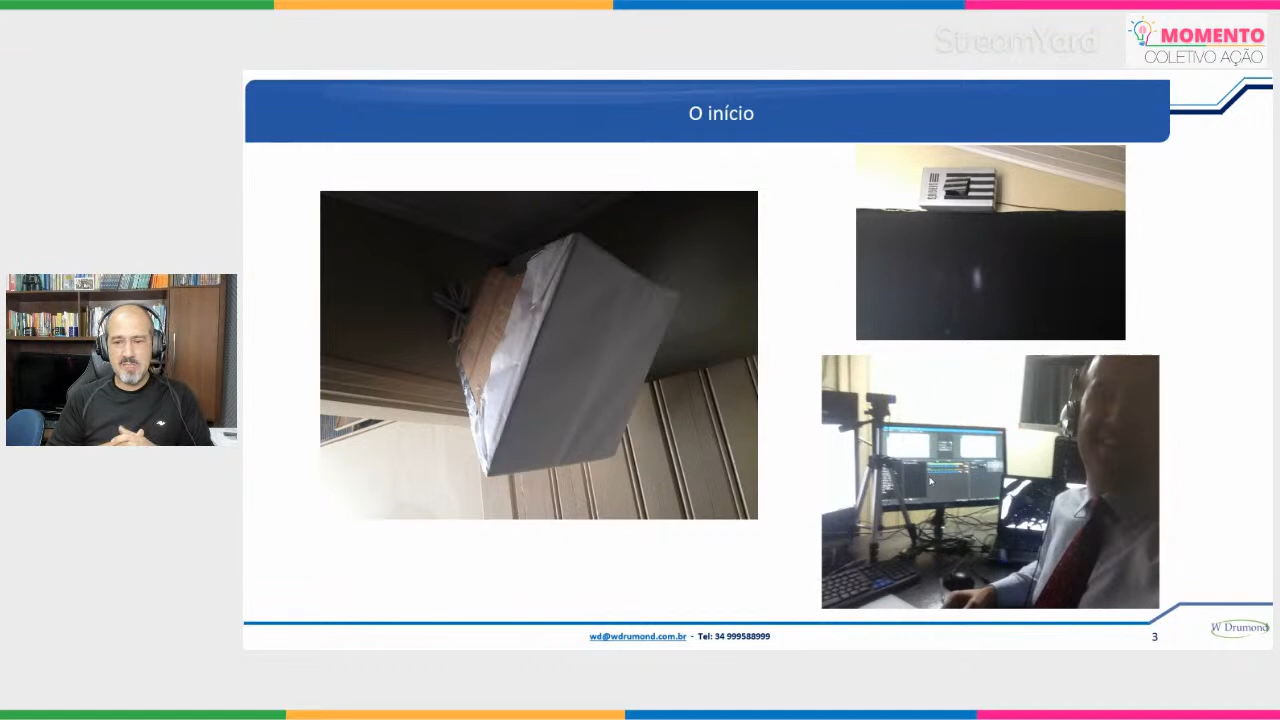 StreamYard
MOMENTO
COLETIVO AÇÃO
O início
wd@wdrumond.com.br - Tel: 34 999588999
3
W Drumond